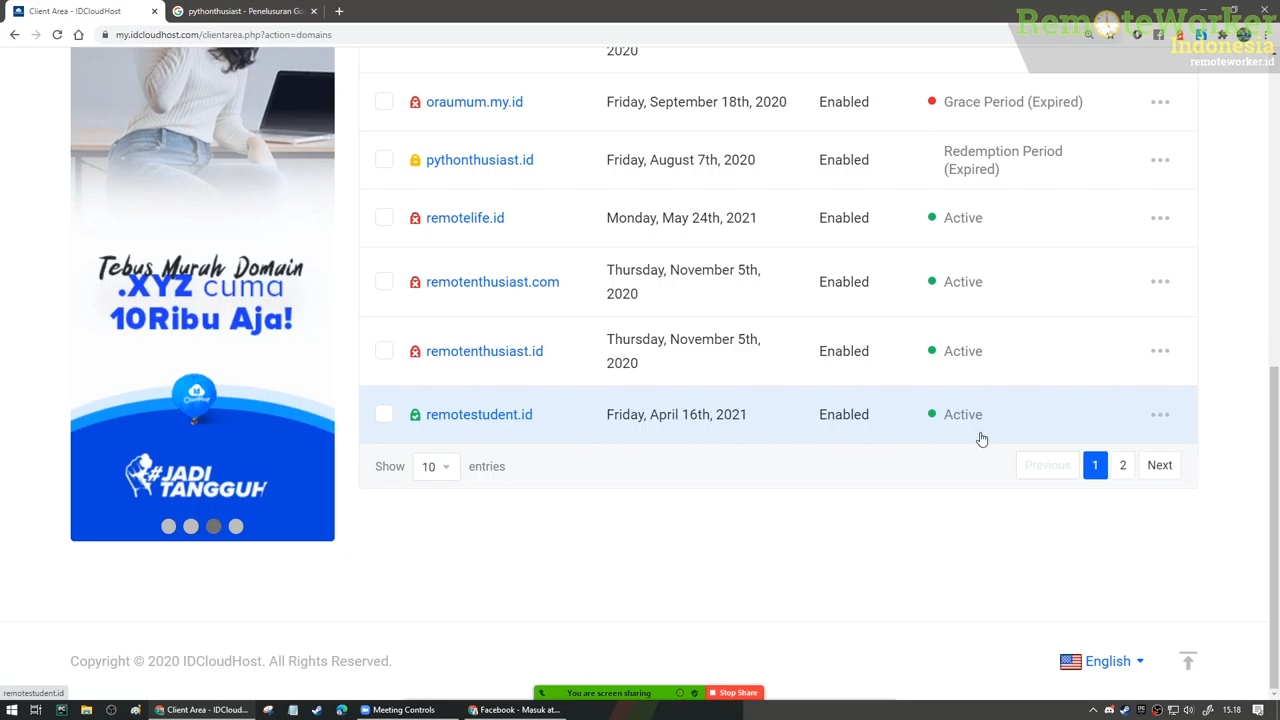 Client Area - IDCloudHost
pythonthusiast.id - Penelusuran Go
my.idcloudhost.com/clientarea.php?action=domains
RemoteWorker
Indonesia
remoteworker.id
2020
oraumum.my.id Friday, September 18th, 2020 Enabled Grace Period (Expired)
pythonthusiast.id Friday, August 7th, 2020 Enabled Redemption Period
(Expired)
remotelife.id Monday, May 24th, 2021 Enabled Active
remotenthusiast.com Thursday, November 5th,
2020 Enabled Active
remotenthusiast.id Thursday, November 5th,
2020 Enabled Active
remotestudent.id Friday, April 16th, 2021 Enabled Active
Show 10 entries
Previous 1 2 Next
Tebus Murah Domain
.XYZ cuma
10Ribu Aja!
#JADI
TANGGUH
Copyright © 2020 IDCloudHost. All Rights Reserved.
English
remotestudent.id
You are screen sharing Stop Share
Client Area - IDCloud...
Meeting Controls
Facebook - Masuk at...
15.18